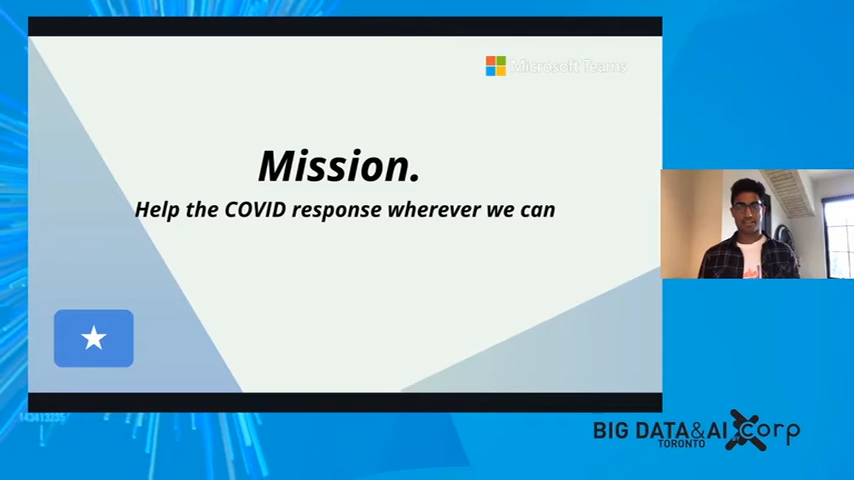 Microsoft Teams
Mission.
Help the COVID response wherever we can
BIG DATA&AI
TORONTO
corp